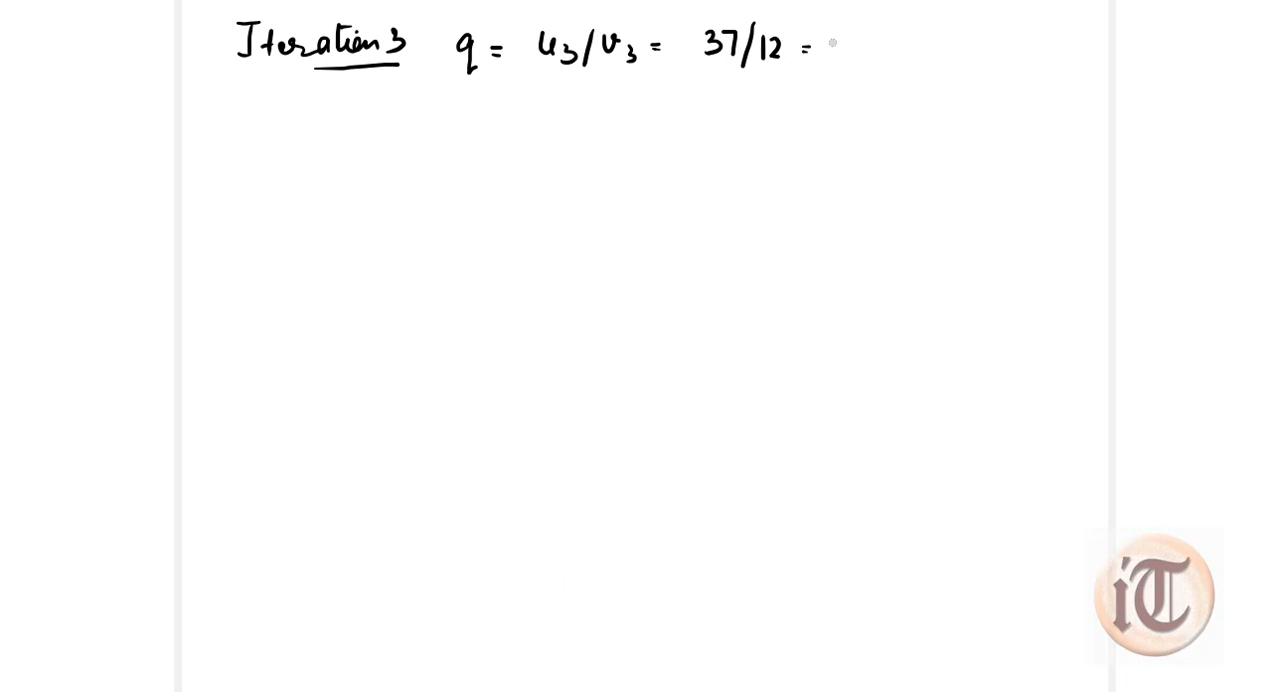 Iteration 3 q = u3/v3 = 37/12 =
iT